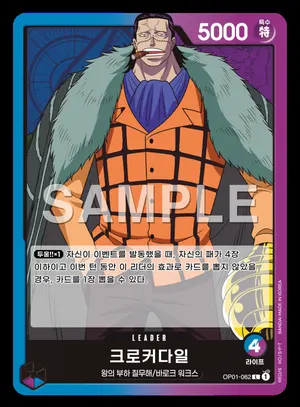 5000
특수
特
SAMPLE
두웅!!×1 자신이 이벤트를 발동했을 때, 자신의 패가 4장
이하이고 이번 턴 동안 이 리더의 효과로 카드를 뽑지 않았을
경우, 카드를 1장 뽑을 수 있다.
LEADER
크로커다일
왕의 부하 칠무해/바로크 워크스
4
라이프
OP01-062 L